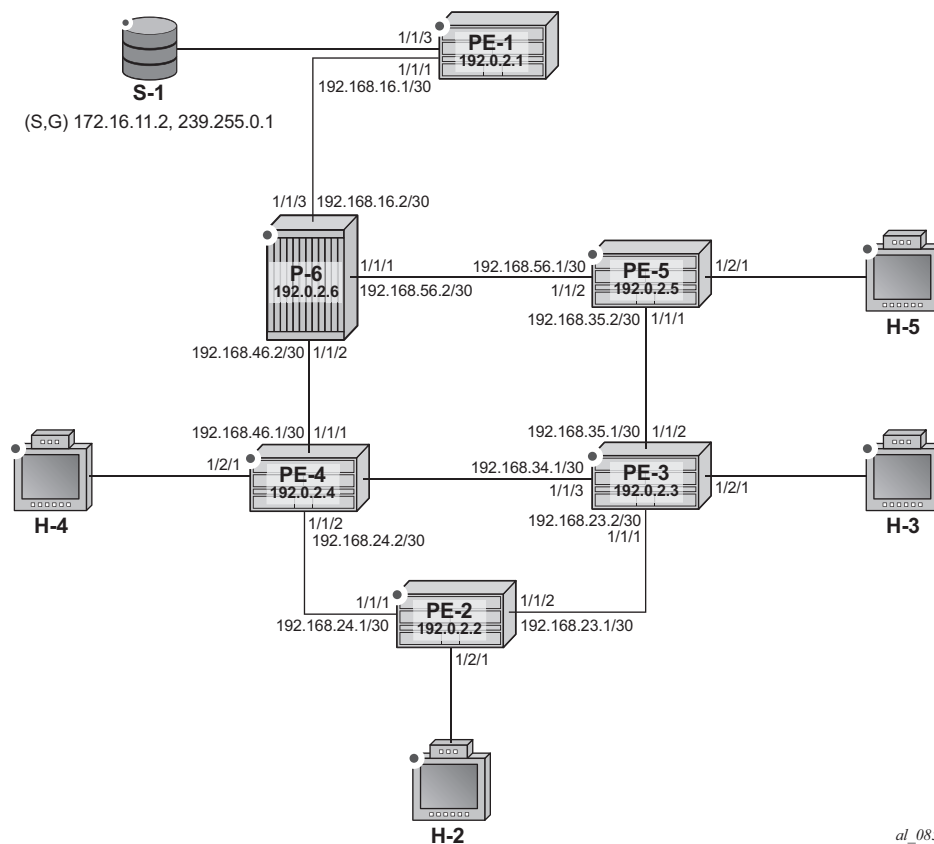 1/1/3
PE-1
192.0.2.1
1/1/1
192.168.16.1/30
S-1
(S,G) 172.16.11.2, 239.255.0.1
1/1/3 192.168.16.2/30
P-6
192.0.2.6
1/1/1
192.168.56.2/30
192.168.56.1/30
1/1/2
PE-5
192.0.2.5
1/2/1
H-5
192.168.35.2/30 1/1/1
192.168.46.2/30 1/1/2
192.168.46.1/30 1/1/1
192.168.35.1/30 1/1/2
1/2/1
PE-4
192.0.2.4
192.168.34.1/30
1/1/3
PE-3
192.0.2.3
1/2/1
H-4
H-3
1/1/2
192.168.24.2/30
192.168.23.2/30
1/1/1
1/1/1
192.168.24.1/30
PE-2
192.0.2.2
1/1/2
192.168.23.1/30
1/2/1
H-2